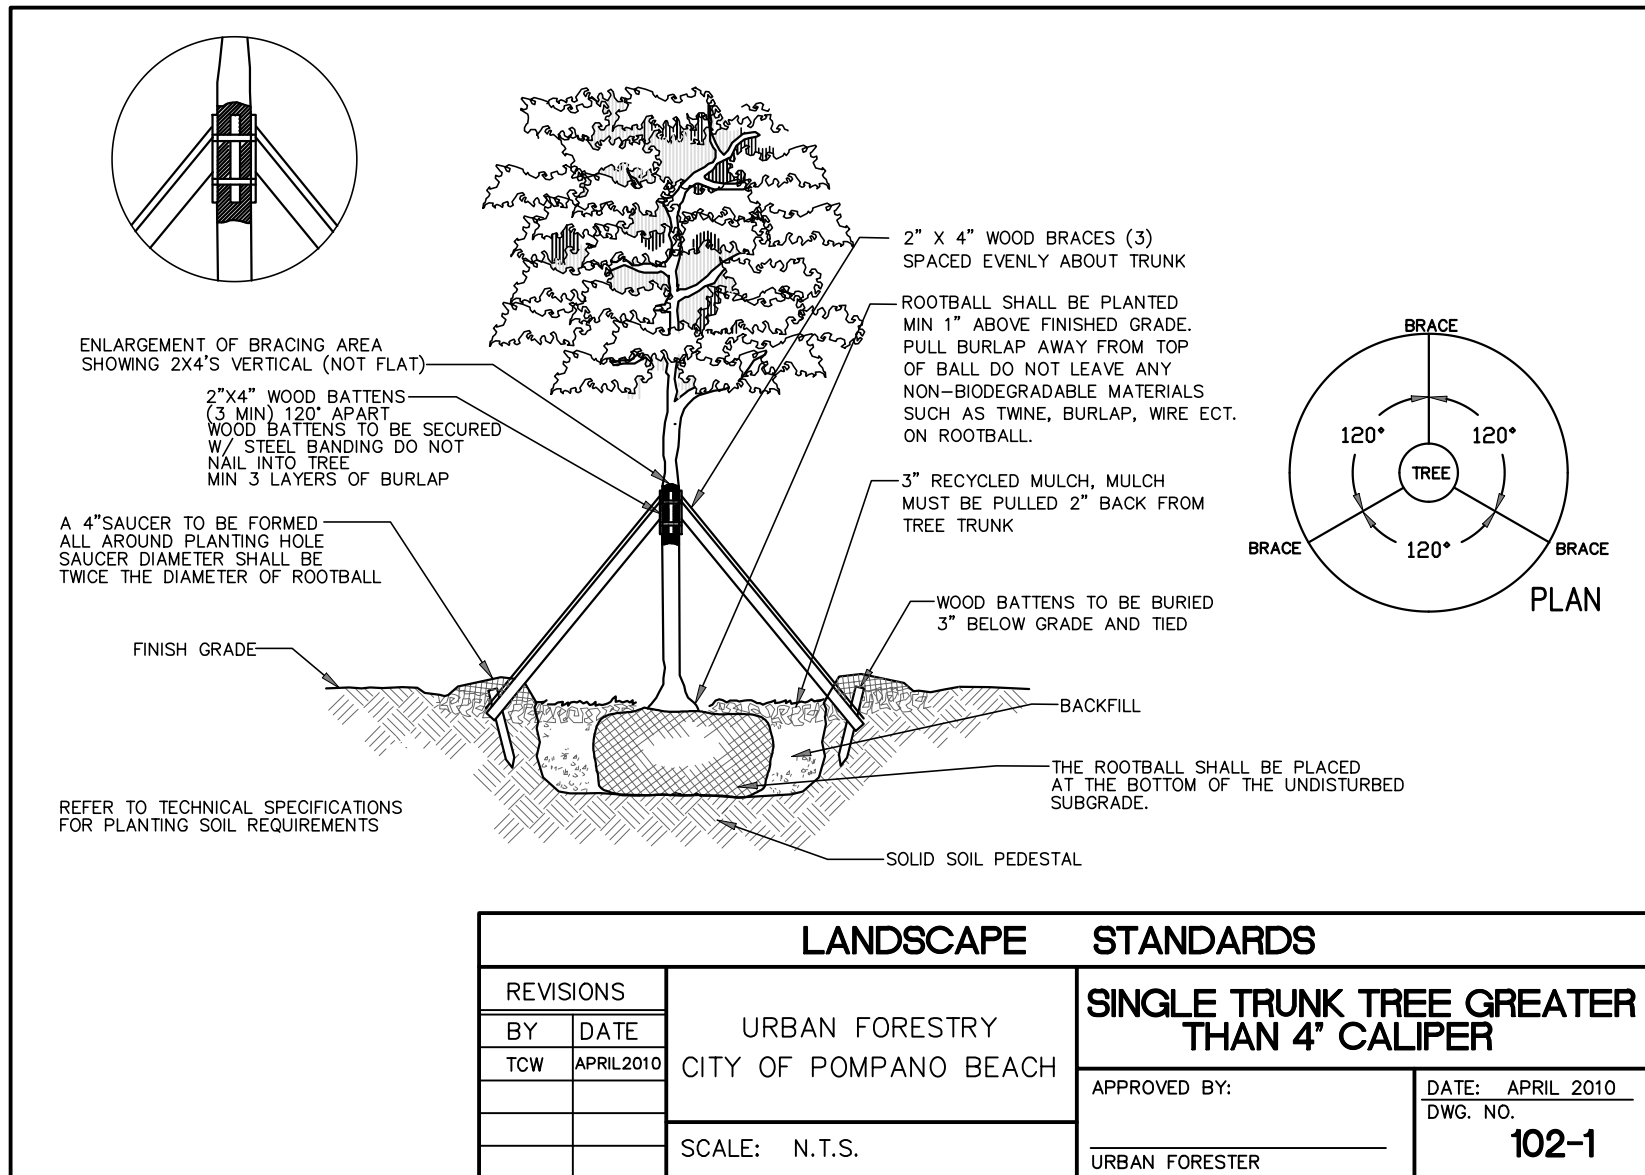 ENLARGEMENT OF BRACING AREA
SHOWING 2X4'S VERTICAL (NOT FLAT)
2"X4" WOOD BATTENS
(3 MIN) 120° APART
WOOD BATTENS TO BE SECURED
W/ STEEL BANDING DO NOT
NAIL INTO TREE
MIN 3 LAYERS OF BURLAP
A 4"SAUCER TO BE FORMED
ALL AROUND PLANTING HOLE
SAUCER DIAMETER SHALL BE
TWICE THE DIAMETER OF ROOTBALL
FINISH GRADE
REFER TO TECHNICAL SPECIFICATIONS
FOR PLANTING SOIL REQUIREMENTS
2" X 4" WOOD BRACES (3)
SPACED EVENLY ABOUT TRUNK
ROOTBALL SHALL BE PLANTED
MIN 1" ABOVE FINISHED GRADE.
PULL BURLAP AWAY FROM TOP
OF BALL DO NOT LEAVE ANY
NON-BIODEGRADABLE MATERIALS
SUCH AS TWINE, BURLAP, WIRE ECT.
ON ROOTBALL.
3" RECYCLED MULCH, MULCH
MUST BE PULLED 2" BACK FROM
TREE TRUNK
WOOD BATTENS TO BE BURIED
3" BELOW GRADE AND TIED
BACKFILL
THE ROOTBALL SHALL BE PLACED
AT THE BOTTOM OF THE UNDISTURBED
SUBGRADE.
SOLID SOIL PEDESTAL
BRACE
120° 120°
TREE
BRACE 120° BRACE
PLAN
LANDSCAPE STANDARDS
REVISIONS
BY DATE
TCW APRIL2010
URBAN FORESTRY
CITY OF POMPANO BEACH
SCALE: N.T.S.
SINGLE TRUNK TREE GREATER
THAN 4" CALIPER
APPROVED BY:
URBAN FORESTER
DATE: APRIL 2010
DWG. NO.
102-1